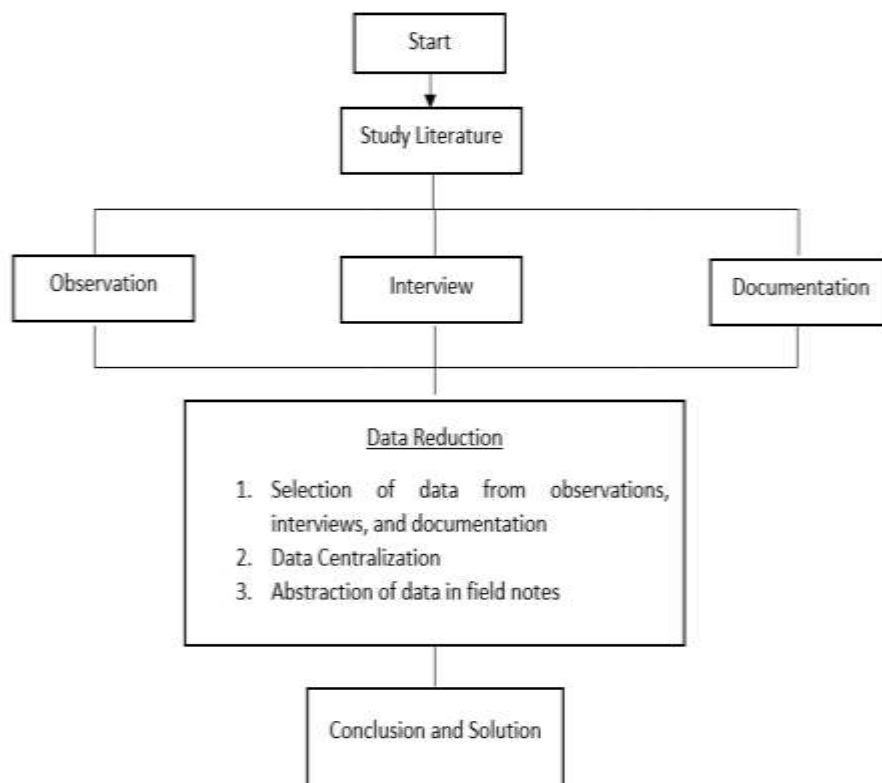 Start
Study Literature
Observation
Interview
Documentation
Data Reduction
1. Selection of data from observations,
interviews, and documentation
2. Data Centralization
3. Abstraction of data in field notes
Conclusion and Solution